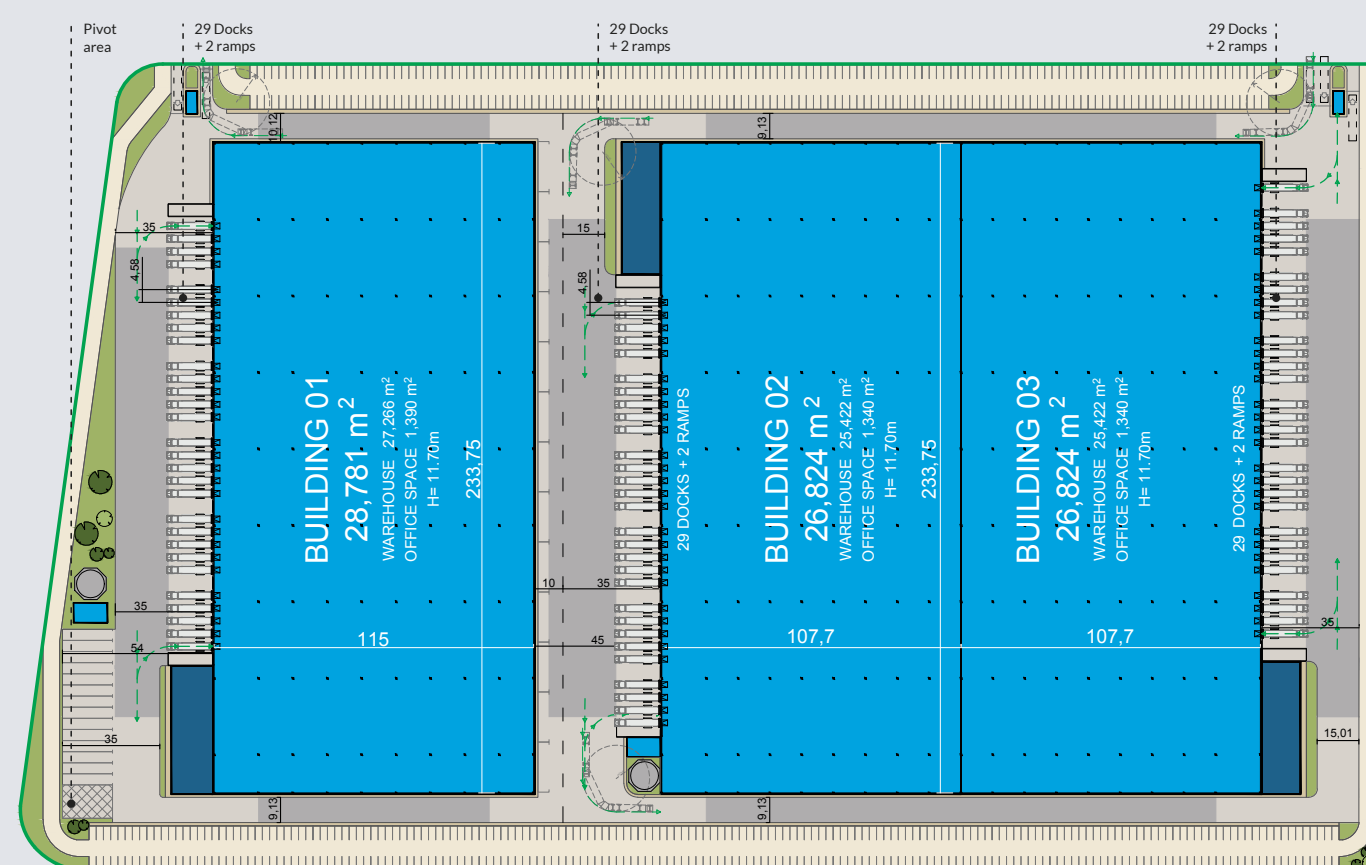 Pivot
area
29 Docks
+ 2 ramps
29 Docks
+ 2 ramps
29 Docks
+ 2 ramps
10,12
9,13
35
4,58
15
4,58
BUILDING 01
28,781 m²
WAREHOUSE 27,266 m²
OFFICE SPACE 1,390 m²
H= 11.70m
233,75
29 DOCKS + 2 RAMPS
BUILDING 02
26,824 m²
WAREHOUSE 25,422 m²
OFFICE SPACE 1,340 m²
H= 11.70m
233,75
BUILDING 03
26,824 m²
WAREHOUSE 25,422 m²
OFFICE SPACE 1,340 m²
H= 11.70m
29 DOCKS + 2 RAMPS
10
35
35
35
54
115
45
107,7
107,7
35
15,01
9,13
9,13